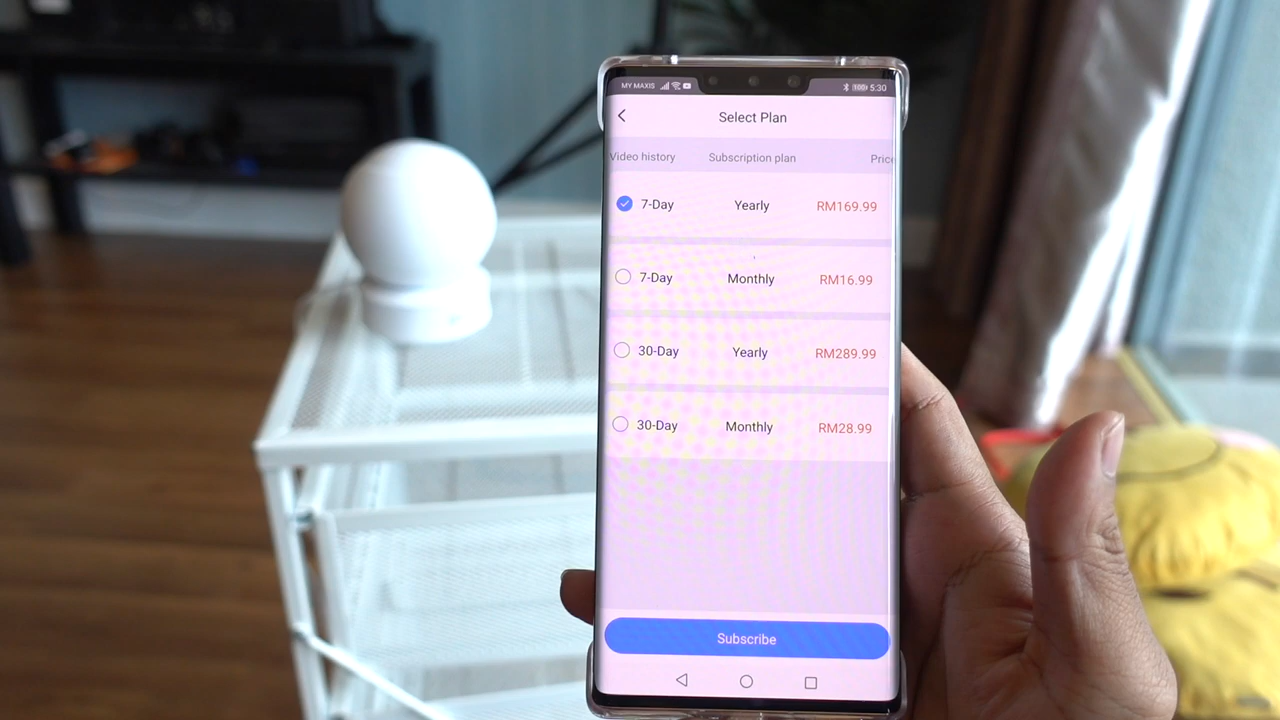 MY MAXIS 100 5:30
Select Plan
Video history Subscription plan Price
7-Day Yearly RM169.99
7-Day Monthly RM16.99
30-Day Yearly RM289.99
30-Day Monthly RM28.99
Subscribe